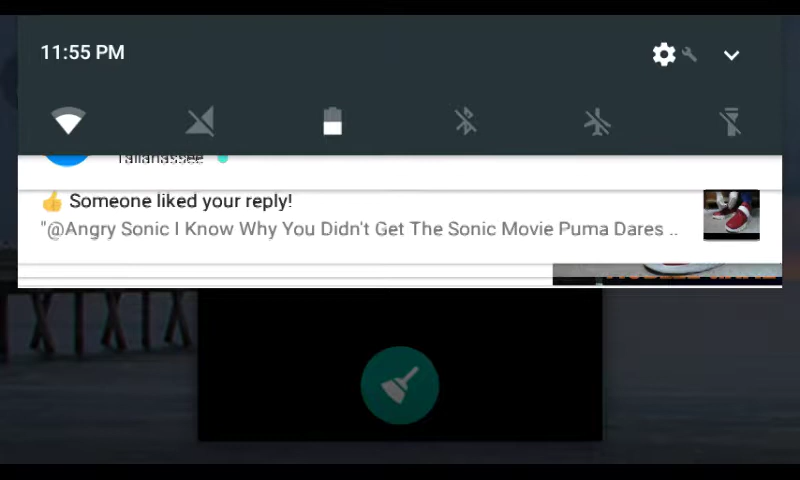 11:55 PM
Tallahassee
👍 Someone liked your reply!
"@Angry Sonic I Know Why You Didn't Get The Sonic Movie Puma Dares ..